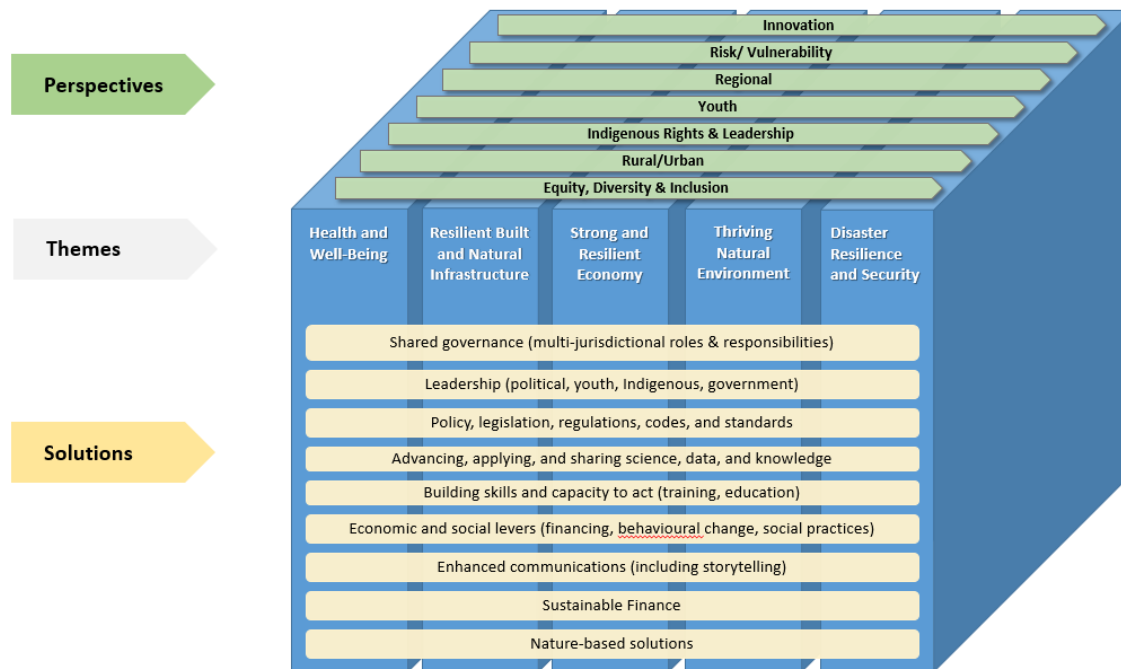 Perspectives
Innovation
Risk/ Vulnerability
Regional
Youth
Indigenous Rights & Leadership
Rural/Urban
Equity, Diversity & Inclusion
Themes
Health and
Well-Being
Resilient Built
and Natural
Infrastructure
Strong and
Resilient
Economy
Thriving
Natural
Environment
Disaster
Resilience
and Security
Solutions
Shared governance (multi-jurisdictional roles & responsibilities)
Leadership (political, youth, Indigenous, government)
Policy, legislation, regulations, codes, and standards
Advancing, applying, and sharing science, data, and knowledge
Building skills and capacity to act (training, education)
Economic and social levers (financing, behavioural change, social practices)
Enhanced communications (including storytelling)
Sustainable Finance
Nature-based solutions